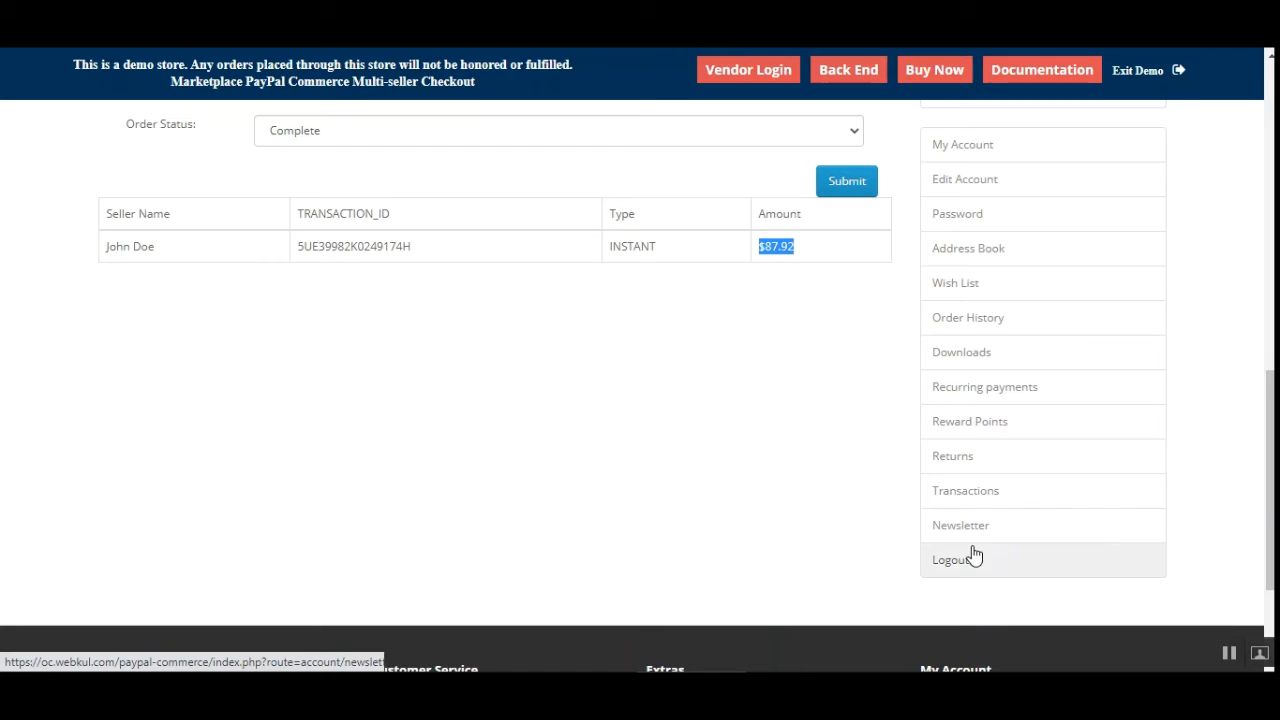 This is a demo store. Any orders placed through this store will not be honored or fulfilled.
Marketplace PayPal Commerce Multi-seller Checkout
Vendor Login
Back End
Buy Now
Documentation
Exit Demo
Order Status:
Complete
Submit
Seller Name TRANSACTION_ID Type Amount
John Doe 5UE39982K0249174H INSTANT $87.92
My Account
Edit Account
Password
Address Book
Wish List
Order History
Downloads
Recurring payments
Reward Points
Returns
Transactions
Newsletter
Logout
https://oc.webkul.com/paypal-commerce/index.php?route=account/newslet
ustomer Service
Extras
My Account